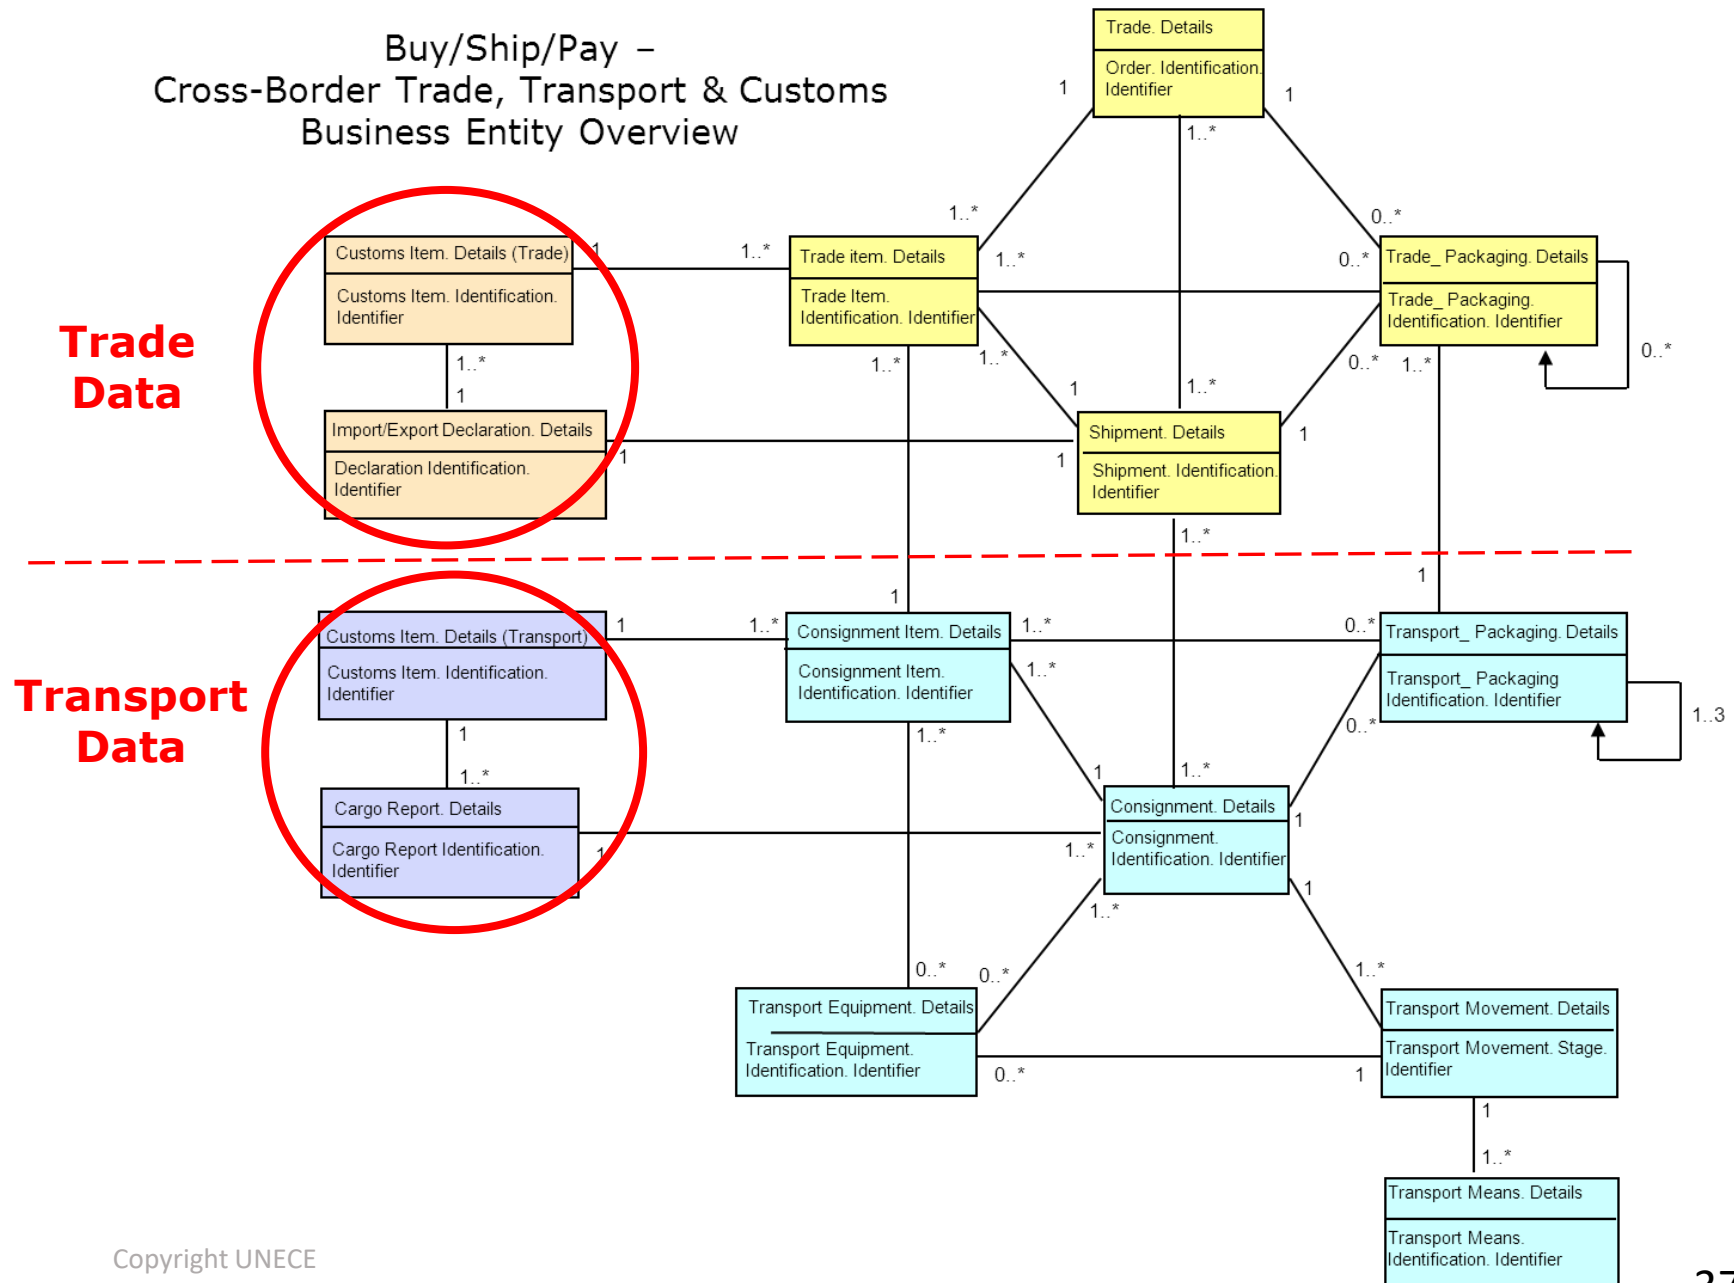 Buy/Ship/Pay –
Cross-Border Trade, Transport & Customs
Business Entity Overview
Trade. Details
Order. Identification.
Identifier
1
1
1..*
1..*
0..*
Customs Item. Details (Trade)
Customs Item. Identification.
Identifier
1
1..*
Trade item. Details
Trade Item.
Identification. Identifier
1..*
0..*
Trade_ Packaging. Details
Trade_ Packaging.
Identification. Identifier
0..*
Trade
Data
1..*
1
1..*
1..*
1
1..*
0..*
1..*
Import/Export Declaration. Details
Declaration Identification.
Identifier
1
1
Shipment. Details
Shipment. Identification.
Identifier
1
1..*
1
1
Customs Item. Details (Transport)
Customs Item. Identification.
Identifier
1
1..*
Consignment Item. Details
Consignment Item.
Identification. Identifier
1..*
1..*
0..*
Transport_ Packaging. Details
Transport_ Packaging
Identification. Identifier
1..3
0..*
Transport
Data
1
1..*
1..*
1
1..*
Cargo Report. Details
Cargo Report Identification.
Identifier
1
1..*
Consignment. Details
Consignment.
Identification. Identifier
1
1
1..*
0..*
0..*
1..*
Transport Equipment. Details
Transport Equipment.
Identification. Identifier
0..*
1
Transport Movement. Details
Transport Movement. Stage.
Identifier
1
1..*
Transport Means. Details
Transport Means.
Identification. Identifier
Copyright UNECE